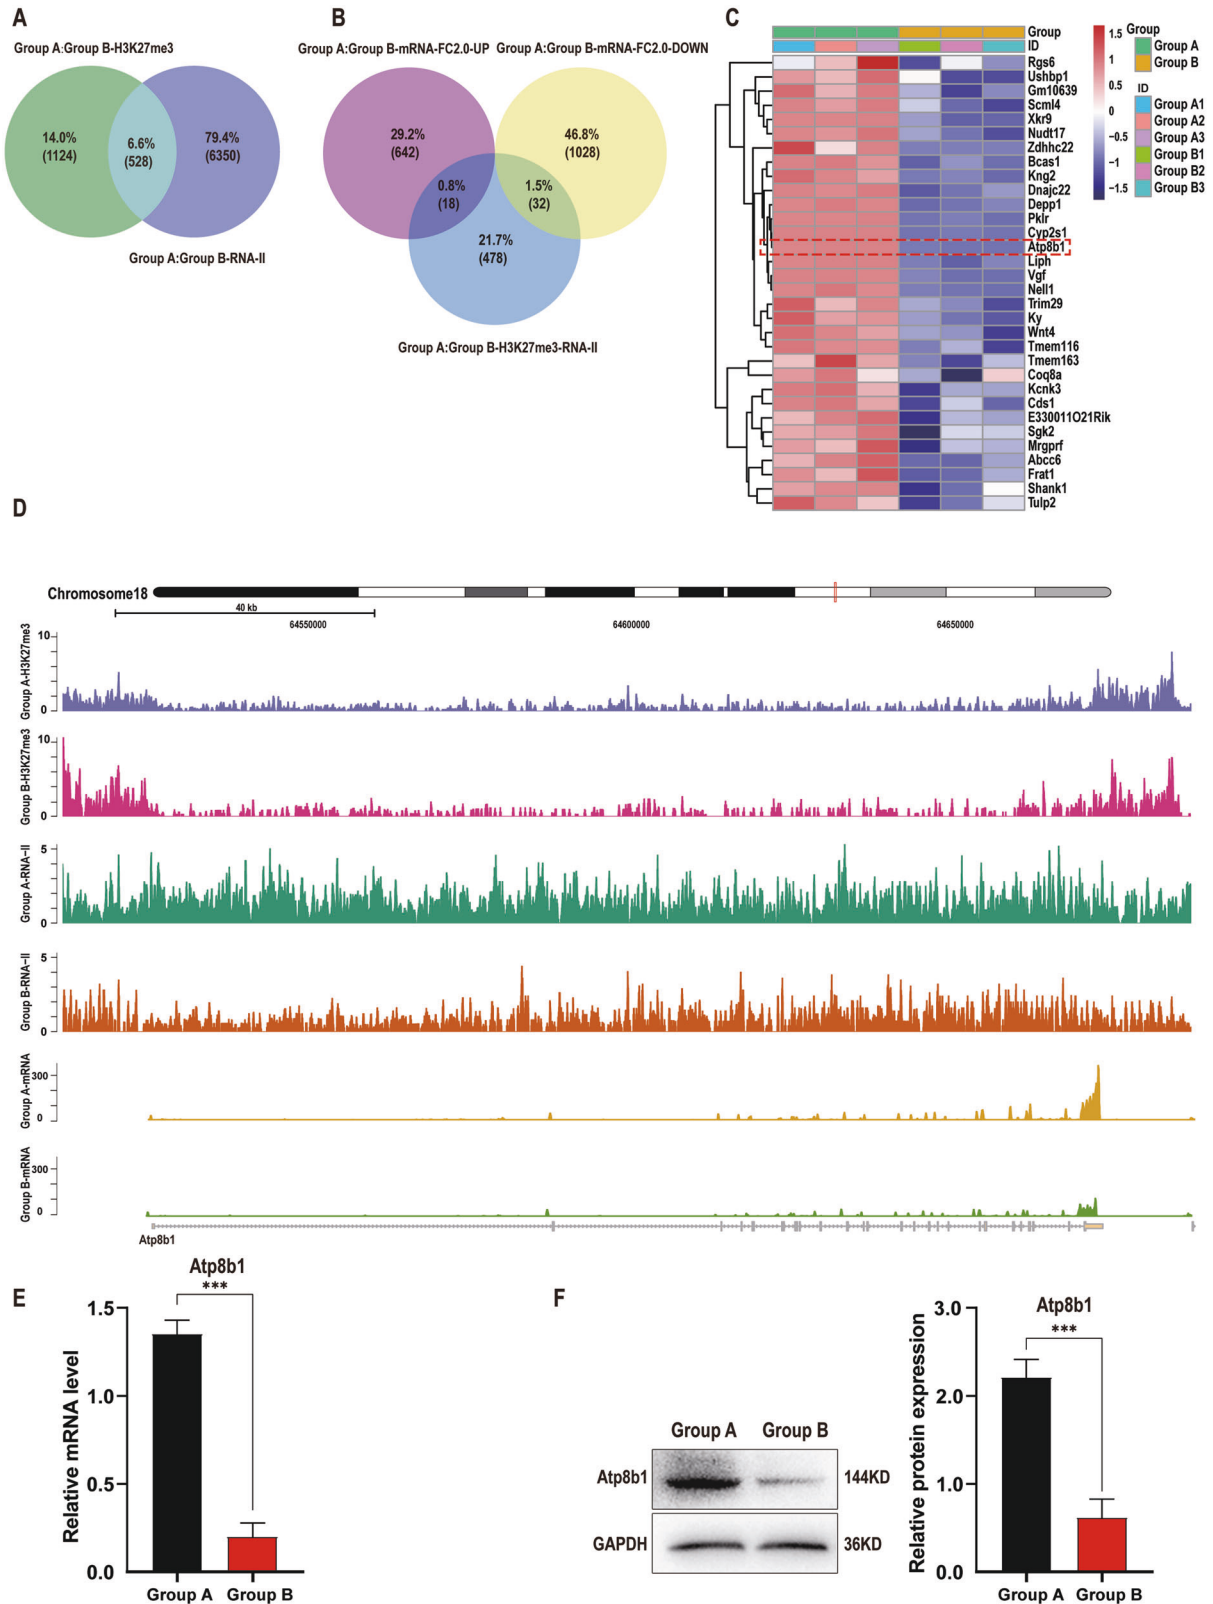 A
Group A:Group B-H3K27me3
14.0%
(1124)
6.6%
(528)
79.4%
(6350)
Group A:Group B-RNA-II
B
Group A:Group B-mRNA-FC2.0-UP
Group A:Group B-mRNA-FC2.0-DOWN
29.2%
(642)
46.8%
(1028)
0.8%
(18)
1.5%
(32)
21.7%
(478)
Group A:Group B-H3K27me3-RNA-II
C
Group
ID
Rgs6
Ushbp1
Gm10639
Scml4
Xkr9
Nudt17
Zdhhc22
Bcas1
Kng2
Dnajc22
Depp1
Pklr
Cyp2s1
Atp8b1
Liph
Vgf
Nell1
Trim29
Ky
Wnt4
Tmem116
Tmem163
Coq8a
Kcnk3
Cds1
E330011O21Rik
Sgk2
Mrgprf
Abcc6
Frat1
Shank1
Tulp2
1.5
1
0.5
0
−0.5
−1
−1.5
Group
Group A
Group B
ID
Group A1
Group A2
Group A3
Group B1
Group B2
Group B3
D
Chromosome18
40 kb
64550000
64600000
64650000
Group A-H3K27me3
10
0
Group B-H3K27me3
10
0
Group A-RNA−II
5
0
Group B-RNA−II
5
0
Group A-mRNA
300
0
Group B-mRNA
300
0
Atp8b1
E
Atp8b1
***
Relative mRNA level
1.5
1.0
0.5
0.0
Group A
Group B
F
Group A
Group B
Atp8b1
144KD
GAPDH
36KD
Atp8b1
***
Relative protein expression
3.0
2.0
1.0
0.0
Group A
Group B